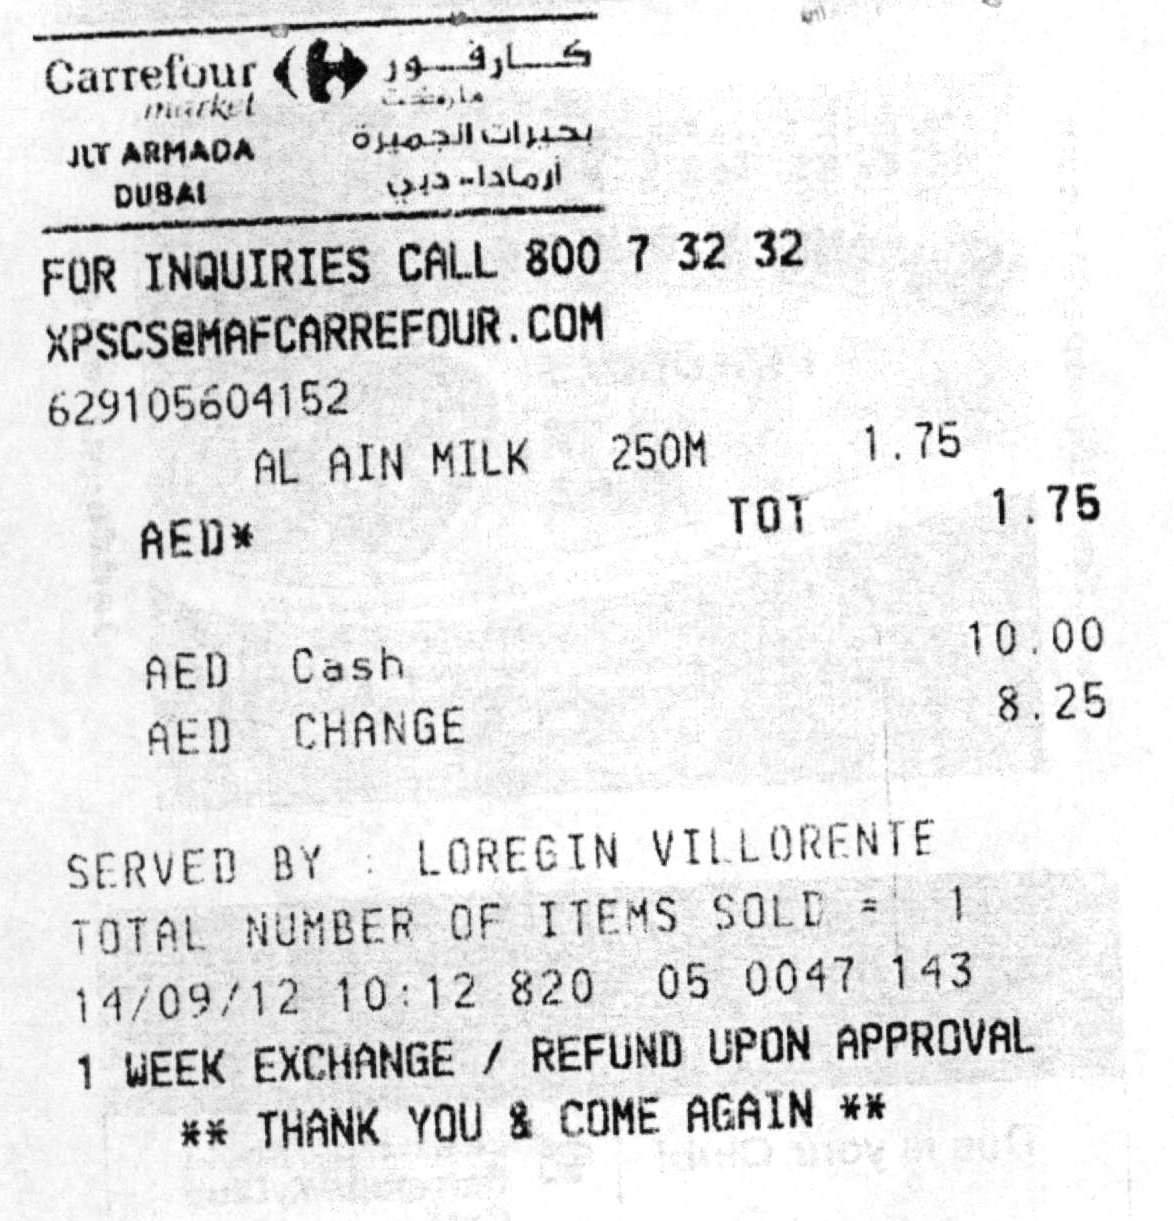 Carrefour كارفور
market ماركت
JLT ARMADA بحيرات الجميرة
DUBAI أرمادا- دبي
FOR INQUIRIES CALL 800 7 32 32
XPSCS@MAFCARREFOUR.COM
629105604152
AL AIN MILK 250M 1.75
AED* TOT 1.75
AED Cash 10.00
AED CHANGE 8.25
SERVED BY : LOREGIN VILLORENTE
TOTAL NUMBER OF ITEMS SOLD = 1
14/09/12 10:12 820 05 0047 143
1 WEEK EXCHANGE / REFUND UPON APPROVAL
** THANK YOU & COME AGAIN **